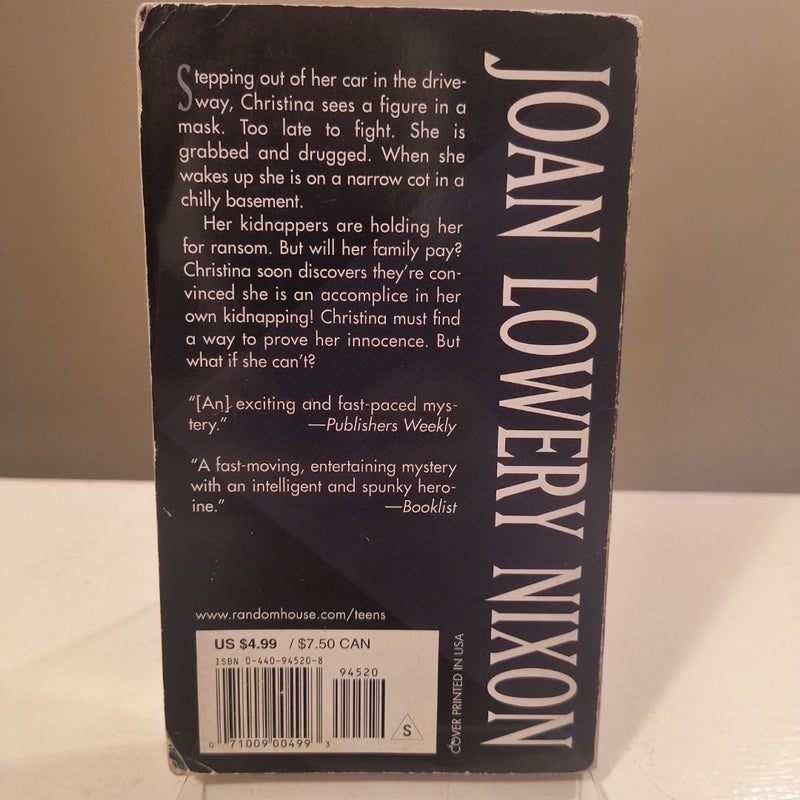 Stepping out of her car in the drive-
way, Christina sees a figure in a
mask. Too late to fight. She is
grabbed and drugged. When she
wakes up she is on a narrow cot in a
chilly basement.
Her kidnappers are holding her
for ransom. But will her family pay?
Christina soon discovers they're con-
vinced she is an accomplice in her
own kidnapping! Christina must find
a way to prove her innocence. But
what if she can't?
"[An] exciting and fast-paced mys-
tery." —Publishers Weekly
"A fast-moving, entertaining mystery
with an intelligent and spunky hero-
ine." —Booklist
www.randomhouse.com/teens
US $4.99 / $7.50 CAN
ISBN 0-440-94520-8
94520
0 71009 00499 3
S
COVER PRINTED IN USA
JOAN LOWERY NIXON